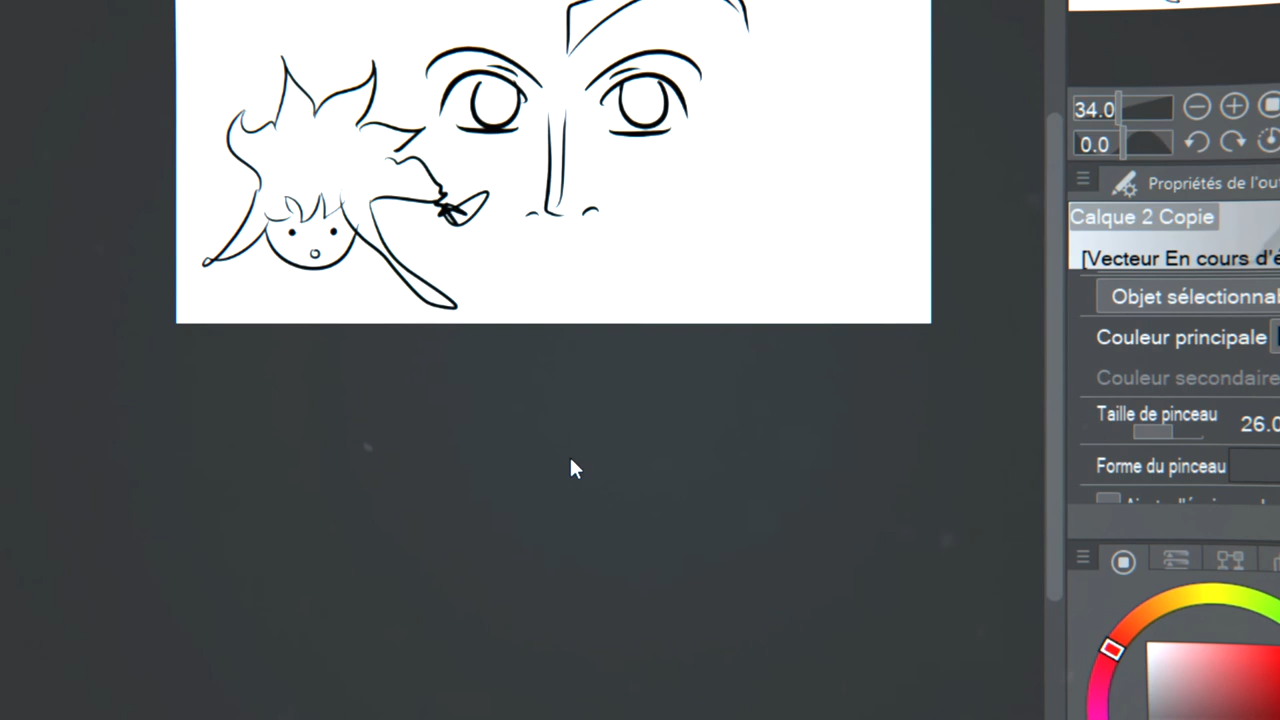 34.0
0.0
Propriétés de l'ou
Calque 2 Copie
[Vecteur En cours d'é
Objet sélectionna
Couleur principale
Couleur secondaire
Taille de pinceau 26.0
Forme du pinceau